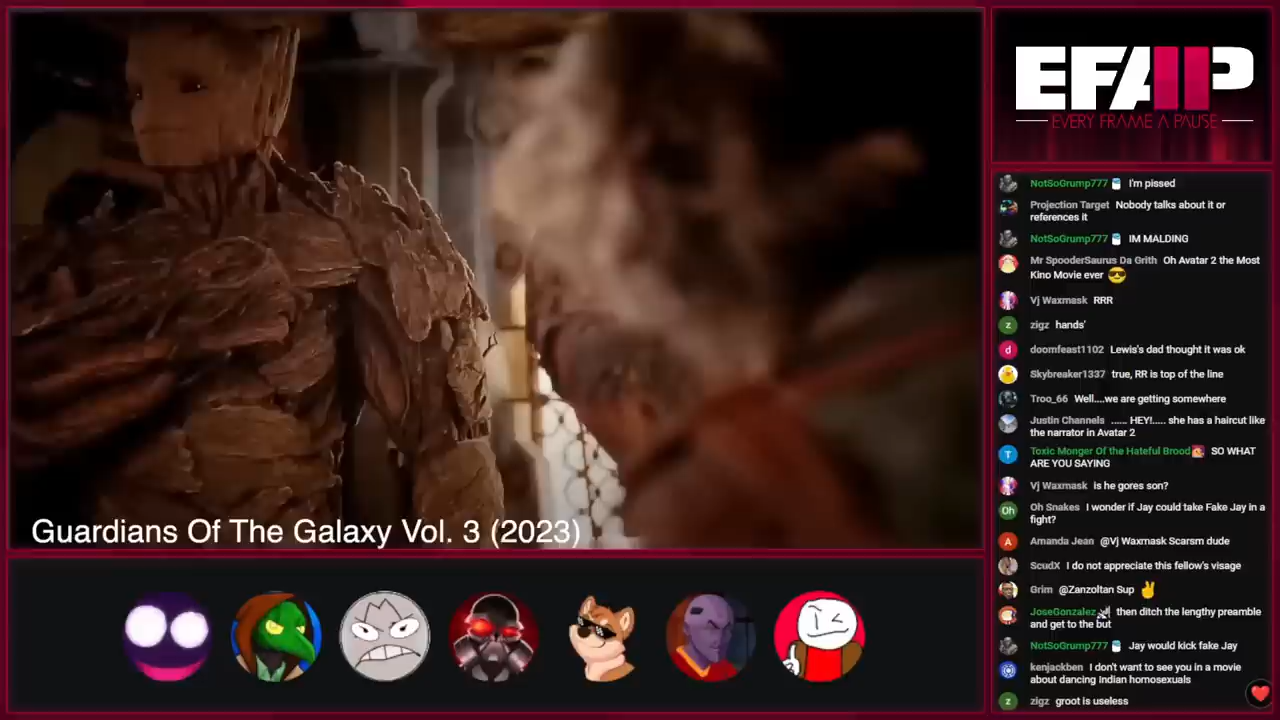 Guardians Of The Galaxy Vol. 3 (2023)
EFAP
EVERY FRAME A PAUSE
NotSoGrump777 I'm pissed
Projection Target Nobody talks about it or
references it
NotSoGrump777 IM MALDING
Mr SpooderSaurus Da Grith Oh Avatar 2 the Most
Kino Movie ever
Vj Waxmask RRR
z
zigz hands'
d
doomfeast1102 Lewis's dad thought it was ok
Skybreaker1337 true, RR is top of the line
Troo_66 Well....we are getting somewhere
Justin Channels ...... HEY!..... she has a haircut like
the narrator in Avatar 2
T
Toxic Monger Of the Hateful Brood SO WHAT
ARE YOU SAYING
Vj Waxmask is he gores son?
Oh
Oh Snakes I wonder if Jay could take Fake Jay in a
fight?
A
Amanda Jean @Vj Waxmask Scarsm dude
ScudX I do not appreciate this fellow's visage
Grim @Zanzoltan Sup
JoseGonzalez then ditch the lengthy preamble
and get to the but
NotSoGrump777 Jay would kick fake Jay
kenjackben I don't want to see you in a movie
about dancing Indian homosexuals
z
zigz groot is useless